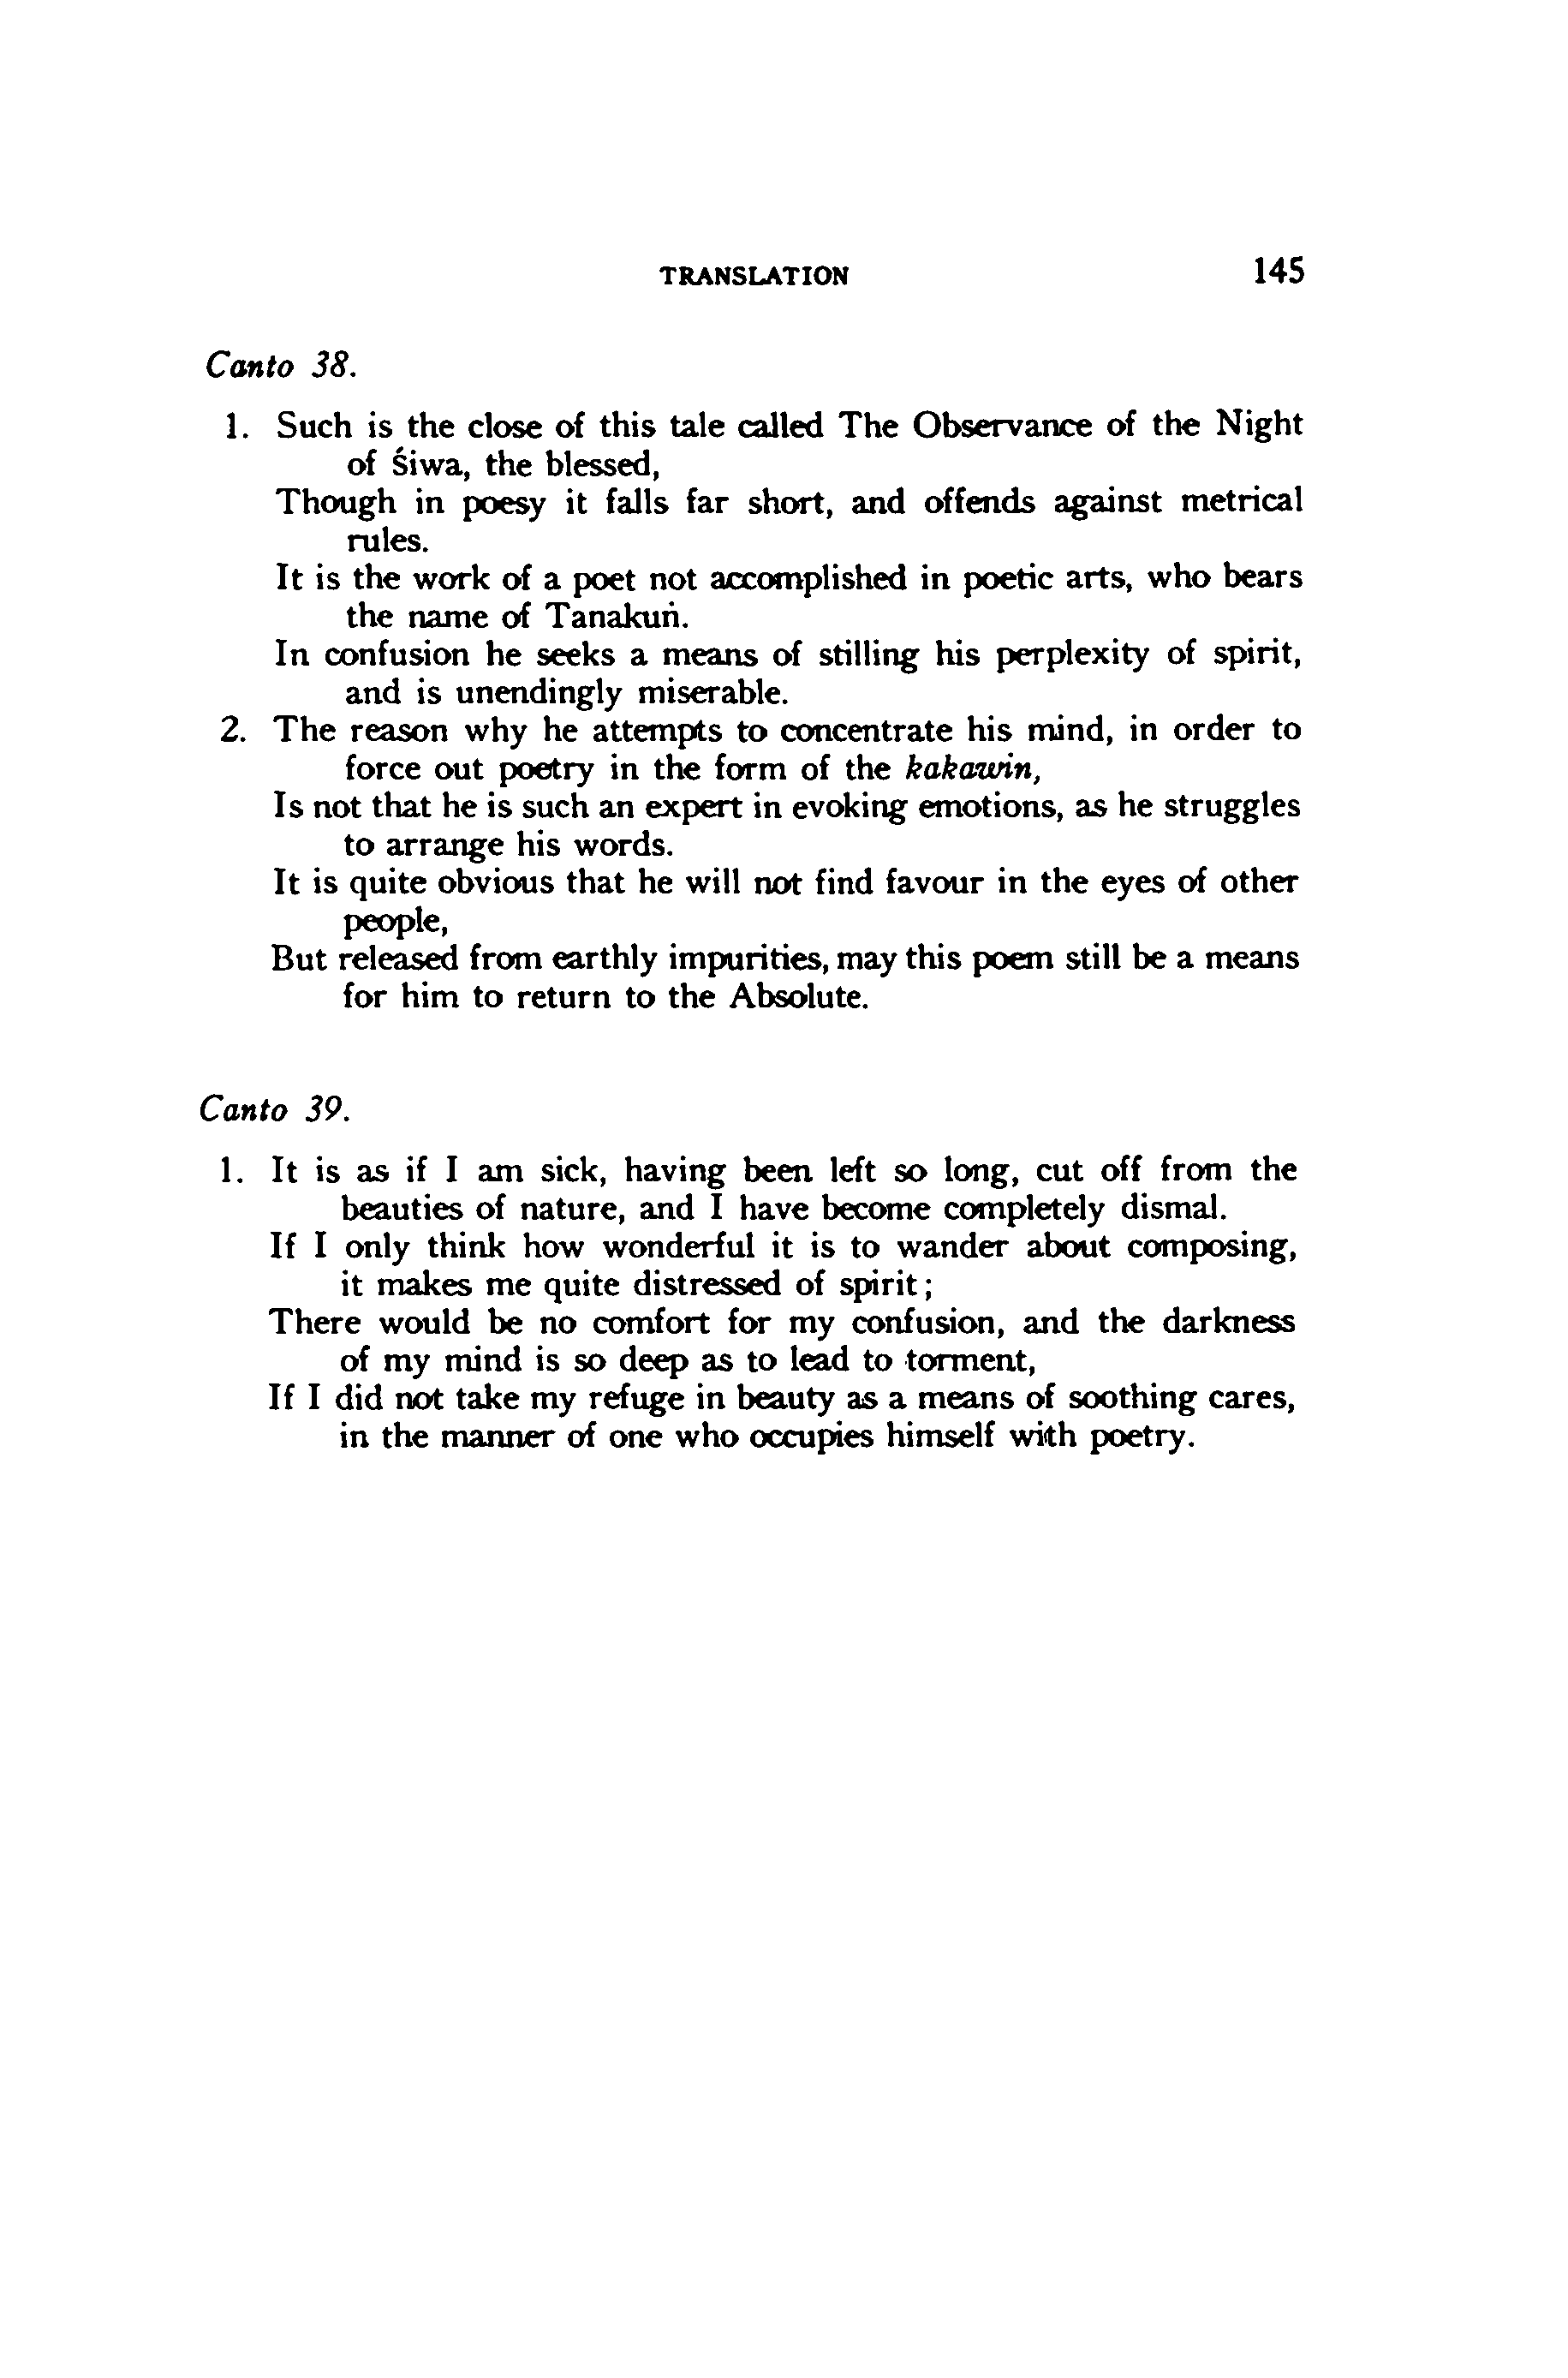 TRANSLATION 145
Canto 38.
1. Such is the close of this tale called The Observance of the Night
of Śiwa, the blessed,
Though in poesy it falls far short, and offends against metrical
rules.
It is the work of a poet not accomplished in poetic arts, who bears
the name of Tanakuṅ.
In confusion he seeks a means of stilling his perplexity of spirit,
and is unendingly miserable.
2. The reason why he attempts to concentrate his mind, in order to
force out poetry in the form of the kakawin,
Is not that he is such an expert in evoking emotions, as he struggles
to arrange his words.
It is quite obvious that he will not find favour in the eyes of other
people,
But released from earthly impurities, may this poem still be a means
for him to return to the Absolute.
Canto 39.
1. It is as if I am sick, having been left so long, cut off from the
beauties of nature, and I have become completely dismal.
If I only think how wonderful it is to wander about composing,
it makes me quite distressed of spirit;
There would be no comfort for my confusion, and the darkness
of my mind is so deep as to lead to torment,
If I did not take my refuge in beauty as a means of soothing cares,
in the manner of one who occupies himself with poetry.